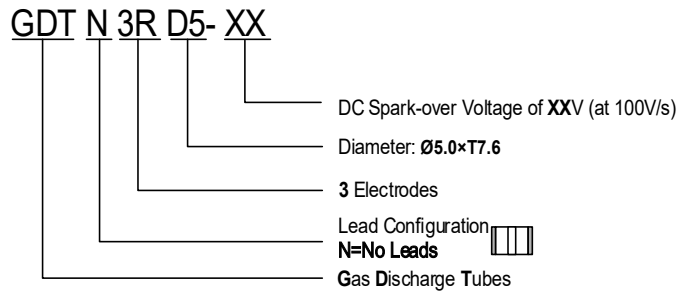 GDT N 3R D5- XX
DC Spark-over Voltage of XXV (at 100V/s)
Diameter: Ø5.0×T7.6
3 Electrodes
Lead Configuration
N=No Leads
Gas Discharge Tubes